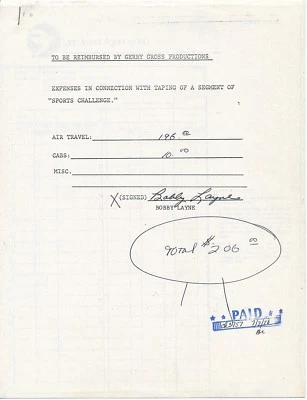 TO BE REIMBURSED BY GERRY GROSS PRODUCTIONS
EXPENSES IN CONNECTION WITH TAPING OF A SEGMENT OF
"SPORTS CHALLENGE."
AIR TRAVEL: 196.00
CABS: 10.00
MISC.
X (SIGNED) Bobby Layne
BOBBY LAYNE
TOTAL $206.00
PAID